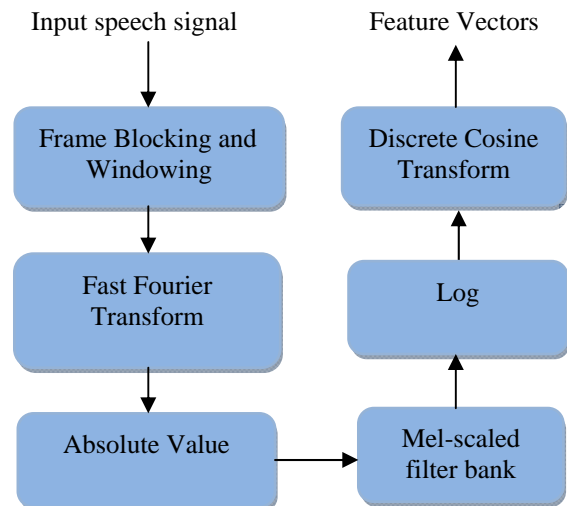 Input speech signal
Frame Blocking and
Windowing
Fast Fourier
Transform
Absolute Value
Mel-scaled
filter bank
Log
Discrete Cosine
Transform
Feature Vectors